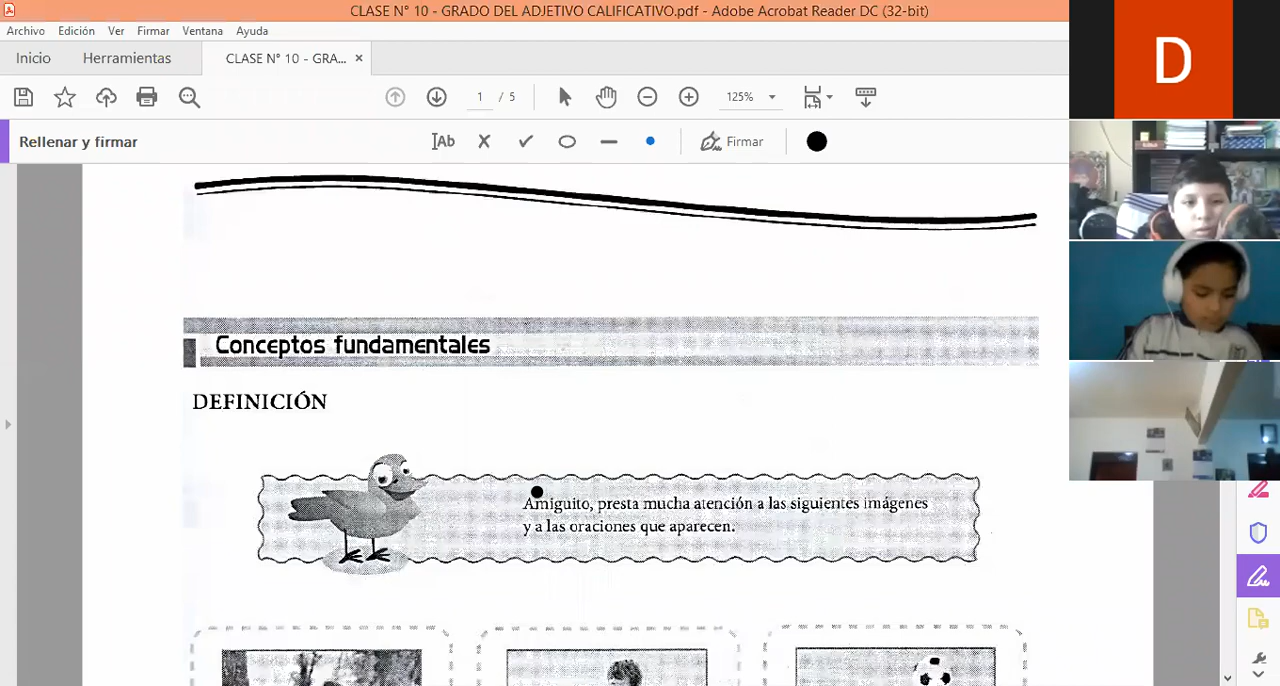 CLASE N° 10 - GRADO DEL ADJETIVO CALIFICATIVO.pdf - Adobe Acrobat Reader DC (32-bit)
Archivo Edición Ver Firmar Ventana Ayuda
Inicio Herramientas CLASE N° 10 - GRA... ×
1 / 5 125%
Rellenar y firmar Ab Firmar
D
Conceptos fundamentales
DEFINICIÓN
Amiguito, presta mucha atención a las siguientes imágenes
y a las oraciones que aparecen.